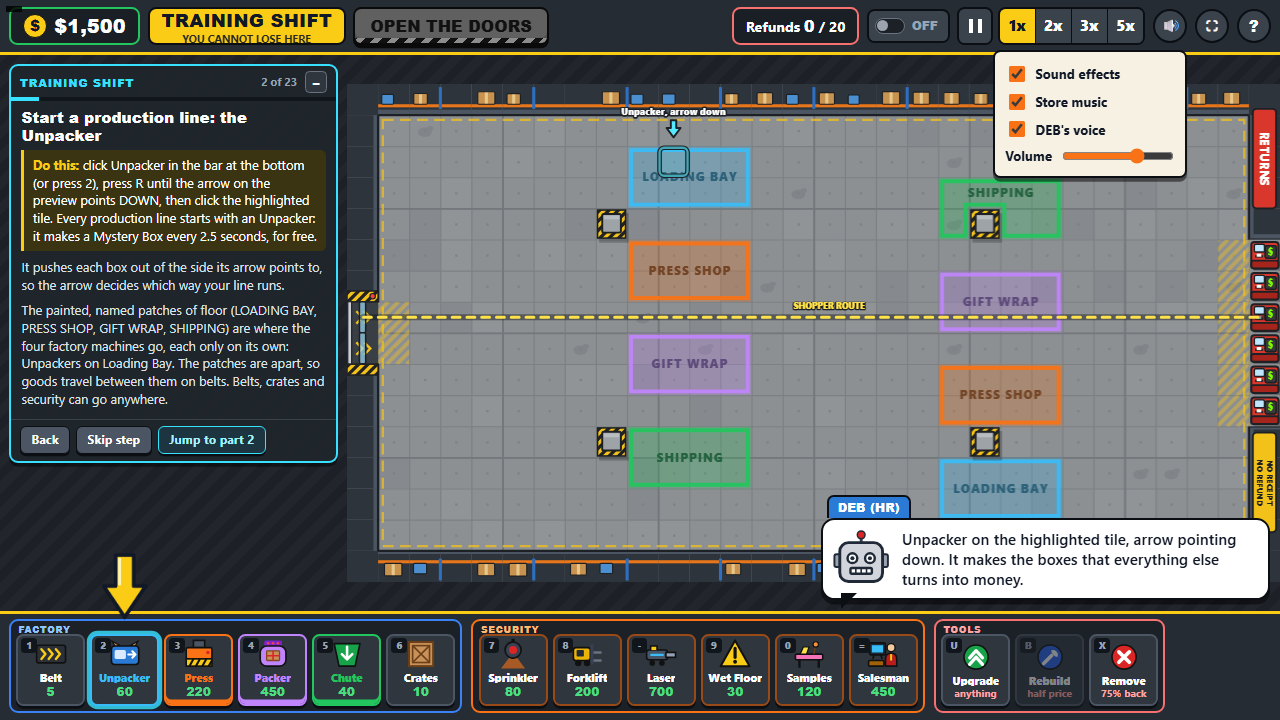 $ $1,500
TRAINING SHIFT
YOU CANNOT LOSE HERE
OPEN THE DOORS
Refunds 0 / 20
OFF
1x
2x
3x
5x
?
Sound effects
Store music
DEB's voice
Volume
TRAINING SHIFT
2 of 23
Start a production line: the
Unpacker
Do this: click Unpacker in the bar at the bottom
(or press 2), press R until the arrow on the
preview points DOWN, then click the highlighted
tile. Every production line starts with an Unpacker:
it makes a Mystery Box every 2.5 seconds, for free.
It pushes each box out of the side its arrow points to,
so the arrow decides which way your line runs.
The painted, named patches of floor (LOADING BAY,
PRESS SHOP, GIFT WRAP, SHIPPING) are where the
four factory machines go, each only on its own:
Unpackers on Loading Bay. The patches are apart, so
goods travel between them on belts. Belts, crates and
security can go anywhere.
Back
Skip step
Jump to part 2
Unpacker, arrow down
LOADING BAY
SHIPPING
PRESS SHOP
GIFT WRAP
SHOPPER ROUTE
GIFT WRAP
PRESS SHOP
SHIPPING
LOADING BAY
RETURNS
$
$
$
$
$
$
NO RECEIPT
NO REFUND
DEB (HR)
Unpacker on the highlighted tile, arrow pointing
down. It makes the boxes that everything else
turns into money.
FACTORY
1 Belt 5
2 Unpacker 60
3 Press 220
4 Packer 450
5 Chute 40
6 Crates 10
SECURITY
7 Sprinkler 80
8 Forklift 200
- Laser 700
9 Wet Floor 30
0 Samples 120
= Salesman 450
TOOLS
U Upgrade anything
B Rebuild half price
X Remove 75% back